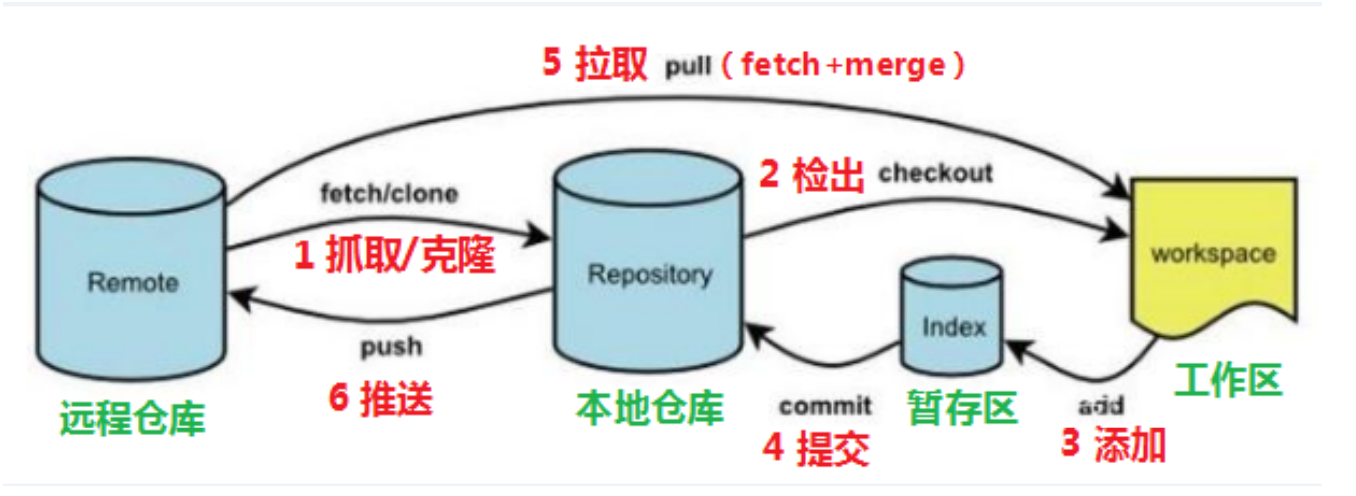 5 拉取 pull ( fetch+merge )
fetch/clone
2 检出 checkout
1 抓取/克隆
workspace
Remote
Repository
Index
push
6 推送
工作区
远程仓库
本地仓库
commit
暂存区
add
4 提交
3 添加